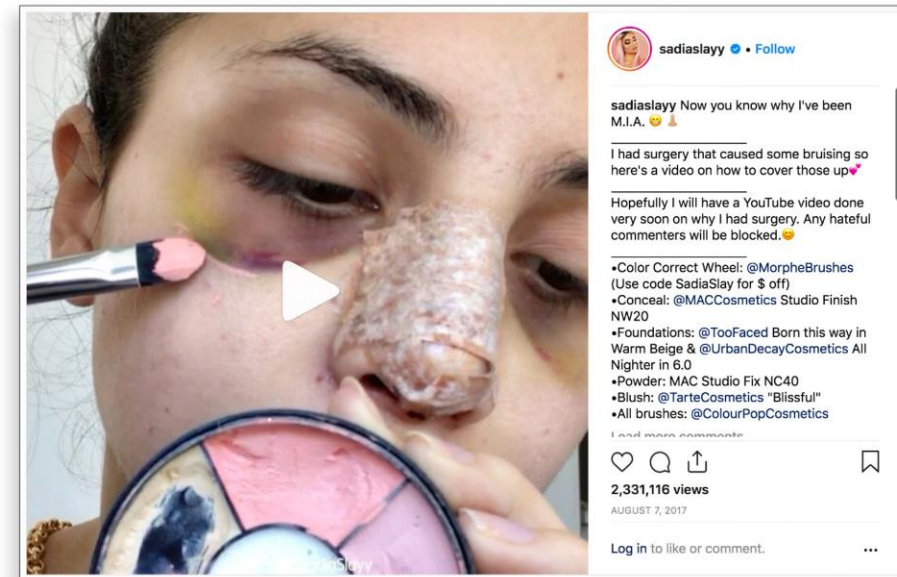 sadiaslayy • Follow
sadiaslayy Now you know why I've been
M.I.A. 🤭 👃🏼
I had surgery that caused some bruising so
here's a video on how to cover those up💕
Hopefully I will have a YouTube video done
very soon on why I had surgery. Any hateful
commenters will be blocked.😊
•Color Correct Wheel: @MorpheBrushes
(Use code SadiaSlay for $ off)
•Conceal: @MACCosmetics Studio Finish
NW20
•Foundations: @TooFaced Born this way in
Warm Beige & @UrbanDecayCosmetics All
Nighter in 6.0
•Powder: MAC Studio Fix NC40
•Blush: @TarteCosmetics "Blissful"
•All brushes: @ColourPopCosmetics
Load more comments
2,331,116 views
AUGUST 7, 2017
Log in to like or comment.